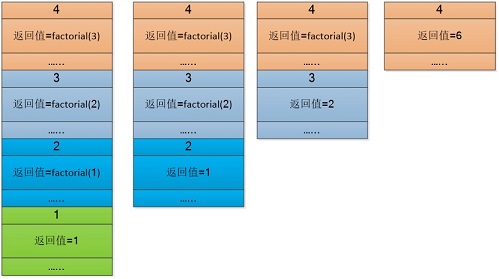 4
返回值=factorial(3)
......
3
返回值=factorial(2)
......
2
返回值=factorial(1)
......
1
返回值=1
......
4
返回值=factorial(3)
......
3
返回值=factorial(2)
......
2
返回值=1
......
4
返回值=factorial(3)
......
3
返回值=2
......
4
返回值=6
......